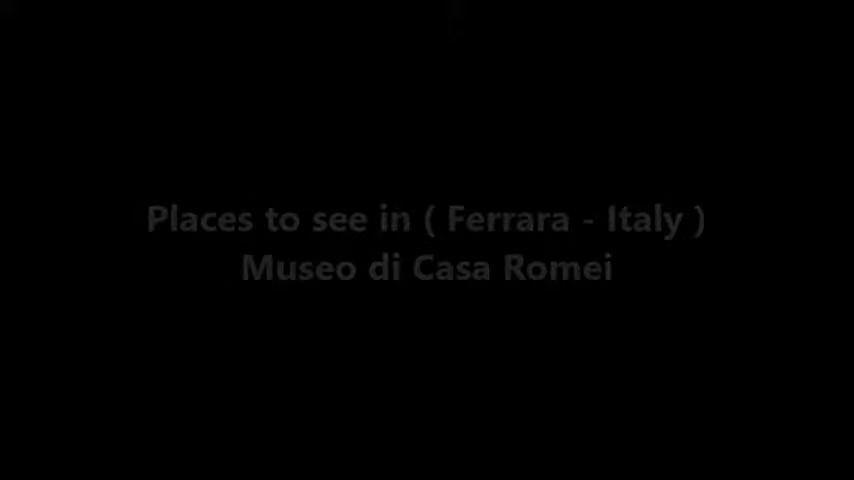 Places to see in ( Ferrara - Italy )
Museo di Casa Romei